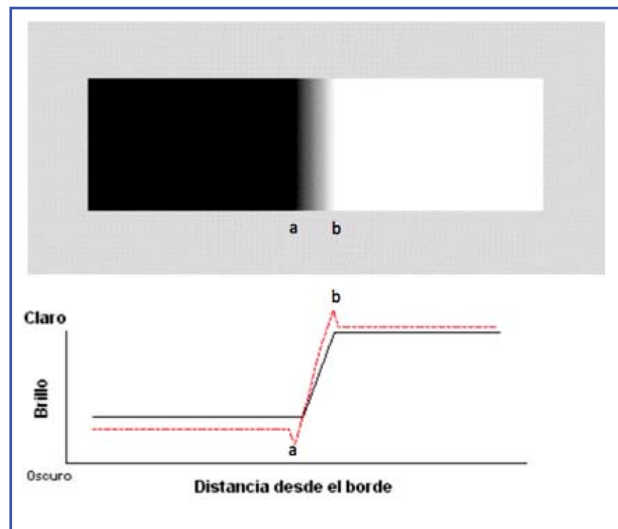 a b
b
Claro
Brillo
a
Oscuro
Distancia desde el borde